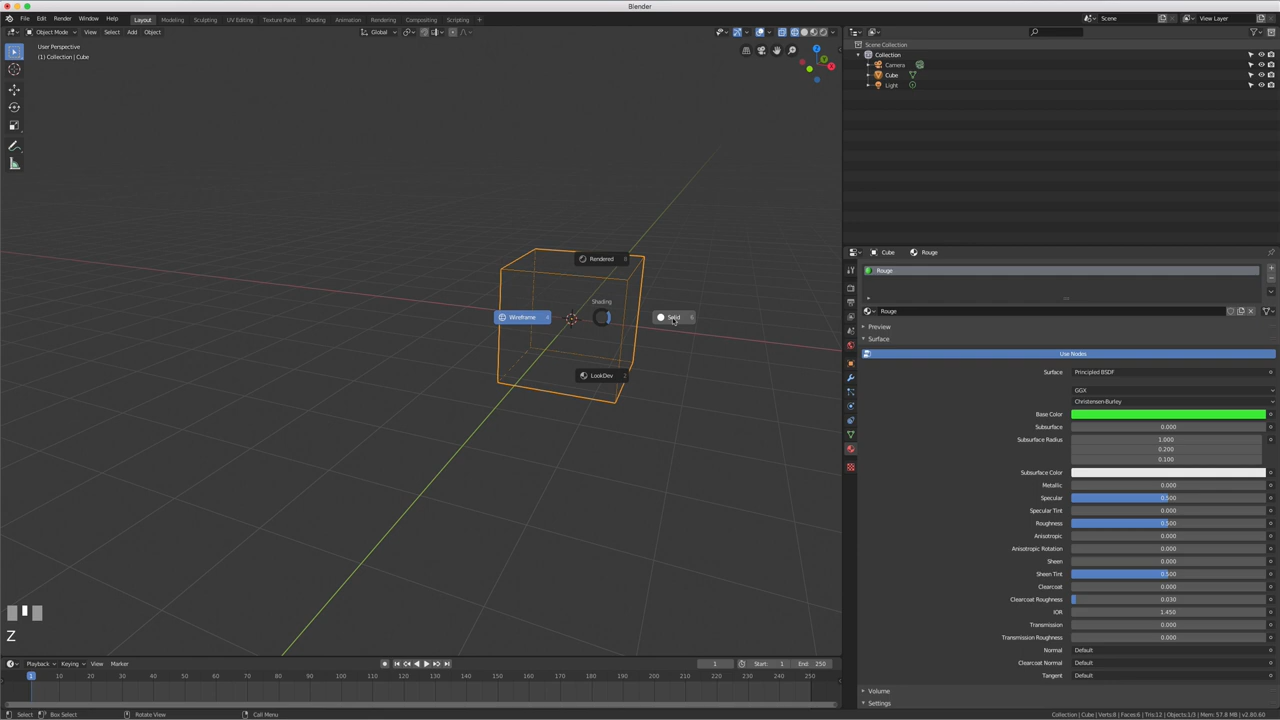 Blender
File Edit Render Window Help Layout Modeling Sculpting UV Editing Texture Paint Shading Animation Rendering Compositing Scripting Scene View Layer
Object Mode View Select Add Object Global
User Perspective
(1) Collection | Cube
Scene Collection
Collection
Camera
Cube
Light
X
Cube Rouge
Rouge
Rouge
Preview
Surface
Use Nodes
Surface Principled BSDF
GGX
Christensen-Burley
Base Color
Subsurface 0.000
Subsurface Radius 1.000
0.200
0.100
Subsurface Color
Metallic 0.000
Specular 0.500
Specular Tint 0.000
Roughness 0.500
Anisotropic 0.000
Anisotropic Rotation 0.000
Sheen 0.000
Sheen Tint 0.500
Clearcoat 0.000
Clearcoat Roughness 0.030
IOR 1.450
Transmission 0.000
Transmission Roughness 0.000
Normal Default
Clearcoat Normal Default
Tangent Default
Volume
Settings
Rendered 8
Shading
Wireframe 4 Solid 6
LookDev 2
Z
Playback Keying View Marker 1 Start: 1 End: 250
1 10 20 30 40 50 60 70 80 90 100 110 120 130 140 150 160 170 180 190 200 210 220 230 240 250
Select Box Select Rotate View Call Menu Collection | Cube | Verts:8 | Faces:6 | Tris:12 | Objects:1/3 | Mem: 57.8 MB | v2.80.60